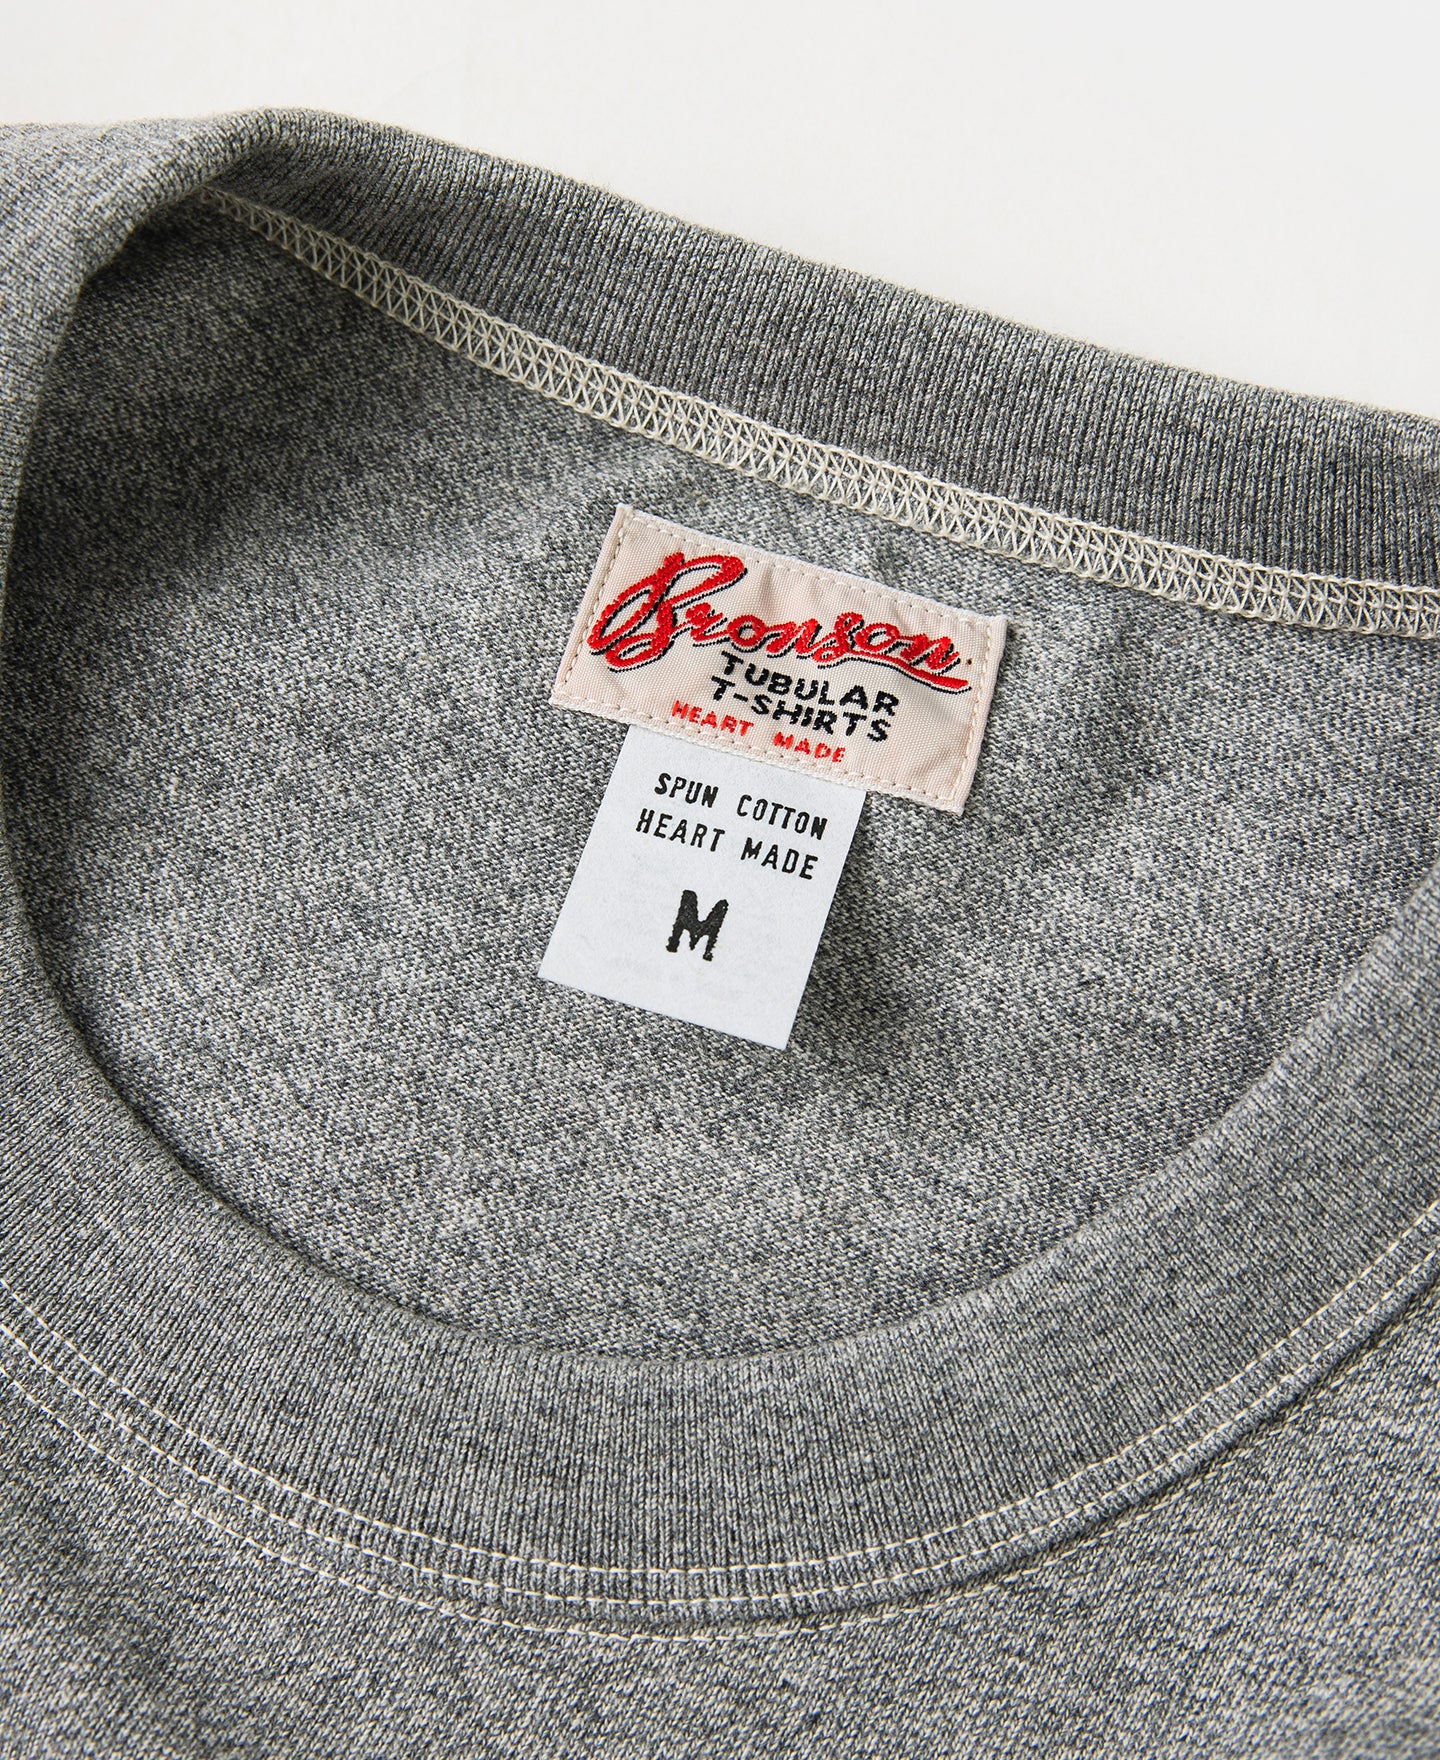 Bronson
TUBULAR
T-SHIRTS
HEART MADE
SPUN COTTON
HEART MADE
M